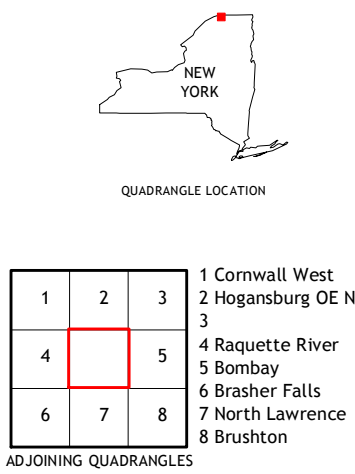 NEW
YORK
QUADRANGLE LOCATION
1 2 3
4 5
6 7 8
1 Cornwall West
2 Hogansburg OE N
3
4 Raquette River
5 Bombay
6 Brasher Falls
7 North Lawrence
8 Brushton
ADJOINING QUADRANGLES